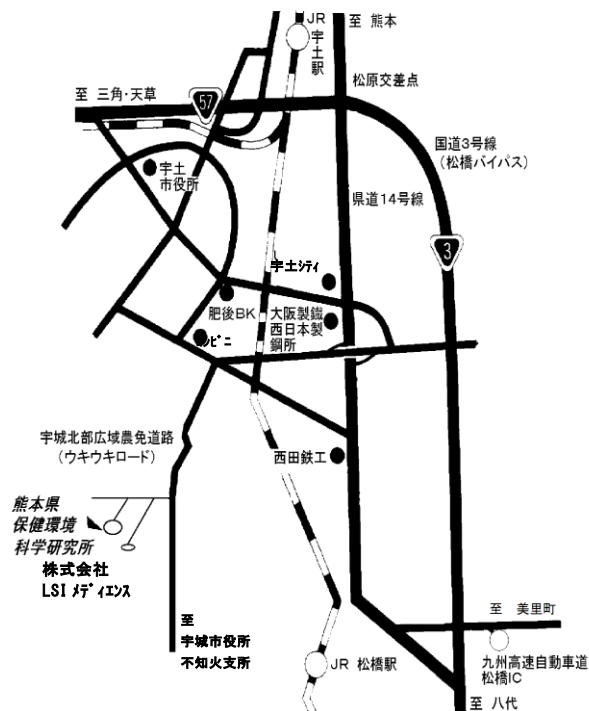 JR
宇土駅
至 熊本
松原交差点
至 三角・天草
57
国道3号線
(松橋バイパス)
宇土
市役所
県道14号線
3
宇土シティ
肥後BK
大阪製鐵
西日本製
鋼所
コンビニ
宇城北部広域農免道路
(ウキウキロード)
西田鉄工
熊本県
保健環境
科学研究所
株式会社
LSI メディエンス
至
宇城市役所
不知火支所
至 美里町
JR 松橋駅
九州高速自動車道
松橋IC
至 八代